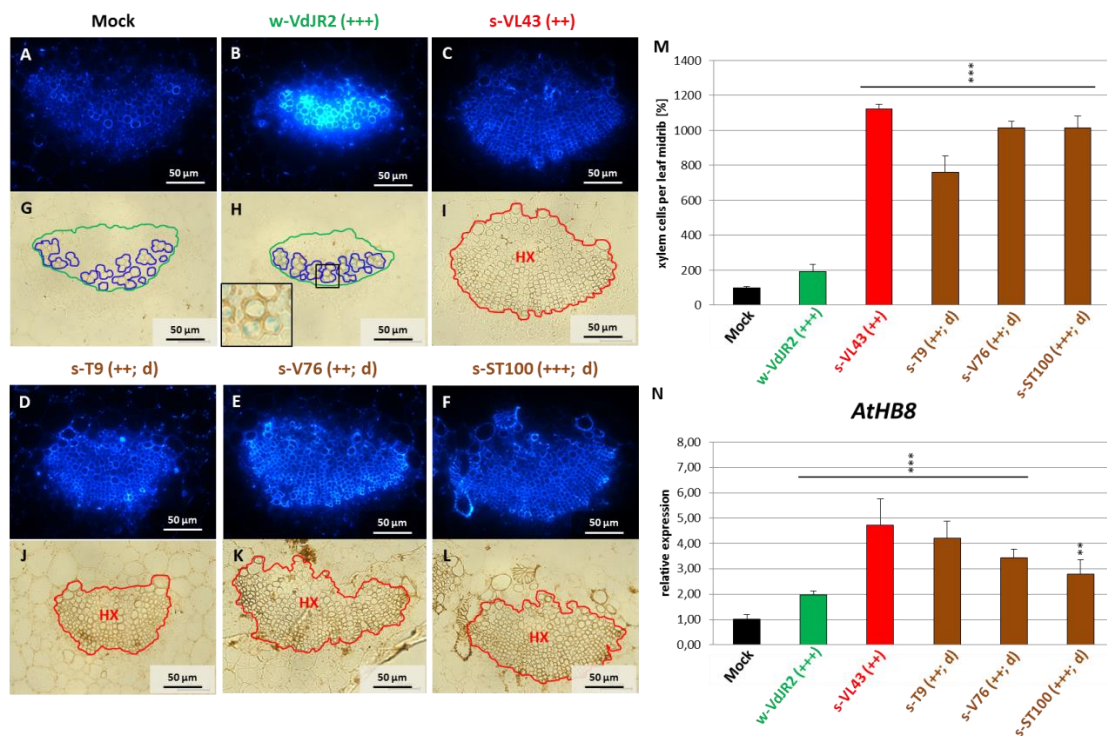 Mock w-VdJR2 (+++) s-VL43 (++)
A B C
50 µm 50 µm 50 µm
G H I
HX
50 µm 50 µm 50 µm
s-T9 (++; d) s-V76 (++; d) s-ST100 (+++; d)
D E F
50 µm 50 µm 50 µm
J K L
HX HX HX
50 µm 50 µm 50 µm
M
xylem cells per leaf midrib [%]
1400
1200
1000
800
600
400
200
0
***
Mock
w-VdJR2 (+++)
s-VL43 (++)
s-T9 (++; d)
s-V76 (++; d)
s-ST100 (+++; d)
N
AtHB8
relative expression
8,00
7,00
6,00
5,00
4,00
3,00
2,00
1,00
0,00
***
**
Mock
w-VdJR2 (+++)
s-VL43 (++)
s-T9 (++; d)
s-V76 (++; d)
s-ST100 (+++; d)